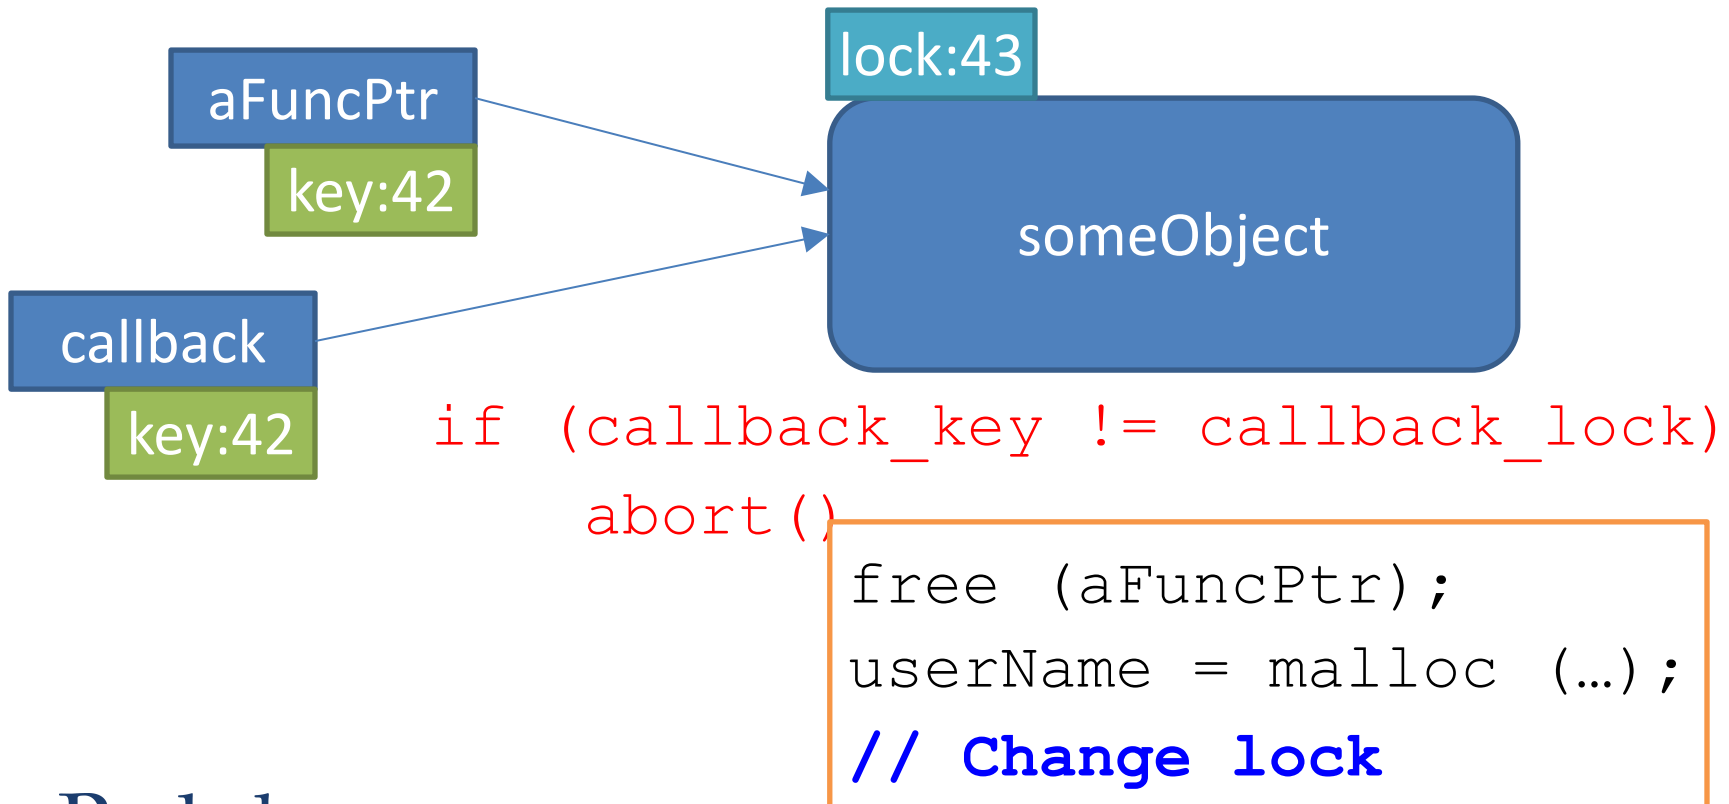 lock:43
aFuncPtr
key:42
someObject
callback
key:42
if (callback_key != callback_lock)
abort()
free (aFuncPtr);
userName = malloc (…);
// Change lock